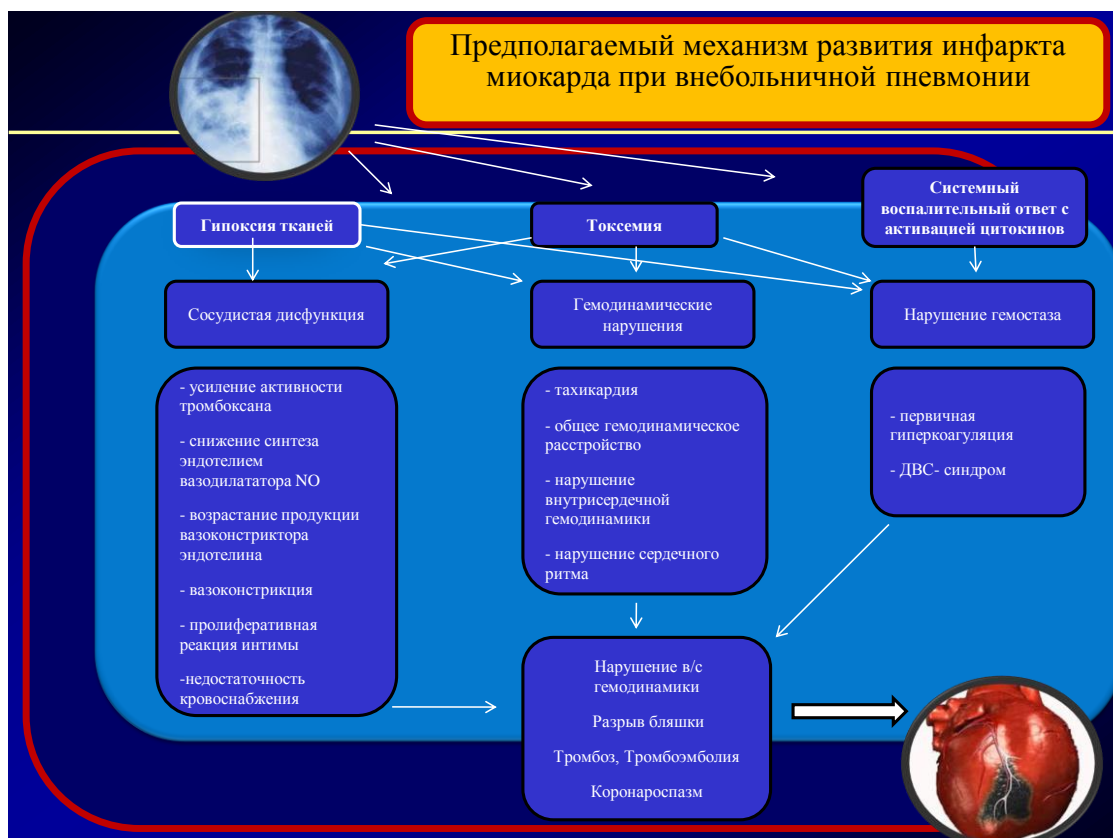 Предполагаемый механизм развития инфаркта
миокарда при внебольничной пневмонии
Гипоксия тканей
Токсемия
Системный
воспалительный ответ с
активацией цитокинов
Сосудистая дисфункция
Гемодинамические
нарушения
Нарушение гемостаза
- усиление активности
тромбоксана
- снижение синтеза
эндотелием
вазодилататора NO
- возрастание продукции
вазоконстриктора
эндотелина
- вазоконстрикция
- пролиферативная
реакция интимы
-недостаточность
кровоснабжения
- тахикардия
- общее гемодинамическое
расстройство
- нарушение
внутрисердечной
гемодинамики
- нарушение сердечного
ритма
- первичная
гиперкоагуляция
- ДВС- синдром
Нарушение в/с
гемодинамики
Разрыв бляшки
Тромбоз, Тромбоэмболия
Коронароспазм